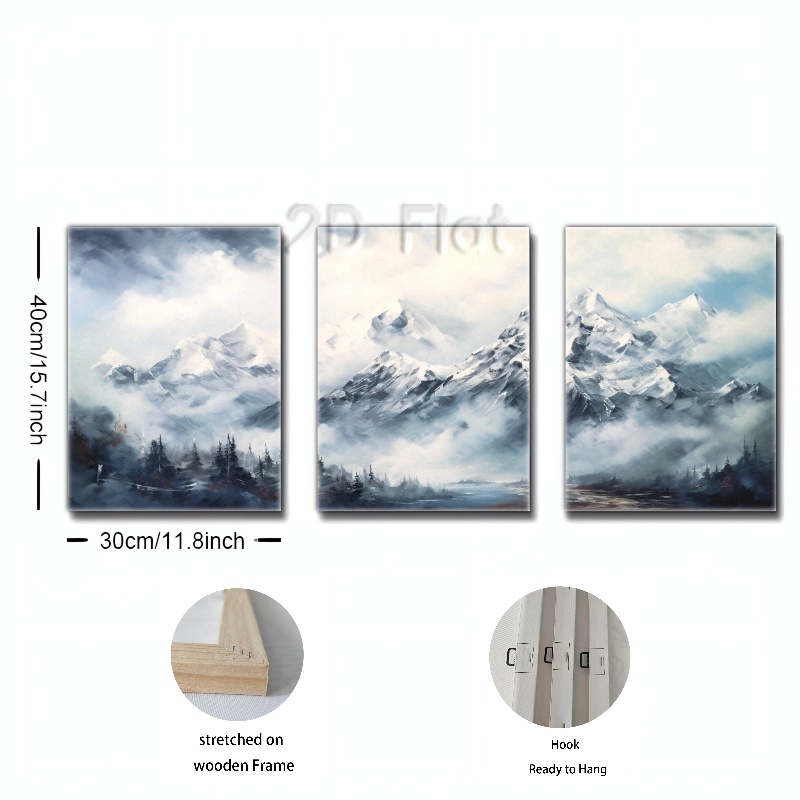 2D Flat
40cm/15.7inch
30cm/11.8inch
stretched on
wooden Frame
Hook
Ready to Hang